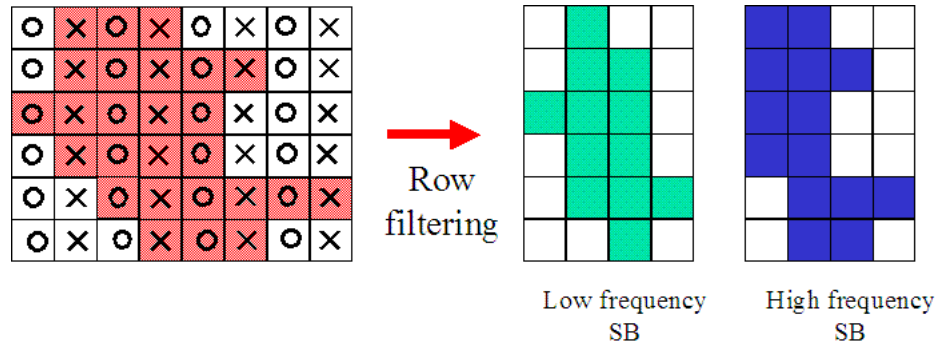 O X O X O X O X
O X O X O X O X
O X O X O X O X
O X O X O X O X
O X O X O X O X
O X O X O X O X
Row
filtering
Low frequency
SB
High frequency
SB